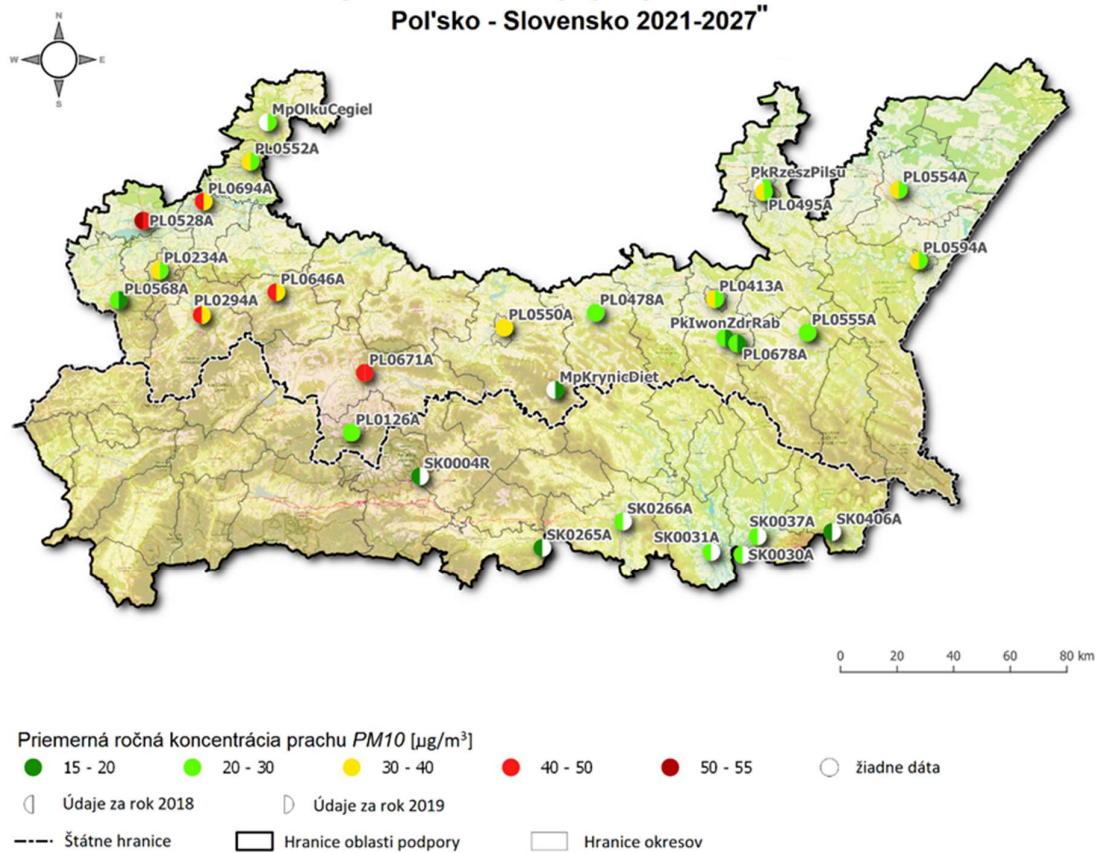 Pol'sko - Slovensko 2021-2027"
N
W
E
S
MpOlkuCegiel
PL0552A
PkRzeszPilsu
PL0554A
PL0694A
PL0495A
PL0528A
PL0594A
PL0234A
PL0646A
PL0568A
PL0413A
PL0294A
PL0478A
PL0550A
PkIwonZdrRab
PL0555A
PL0678A
PL0671A
MpKrynicDiet
PL0126A
SK0004R
SK0266A
SK0037A
SK0406A
SK0265A
SK0031A
SK0030A
0 20 40 60 80 km
Priemerná ročná koncentrácia prachu PM10 [µg/m³]
15 - 20 20 - 30 30 - 40 40 - 50 50 - 55 žiadne dáta
Údaje za rok 2018 Údaje za rok 2019
Štátne hranice Hranice oblasti podpory Hranice okresov